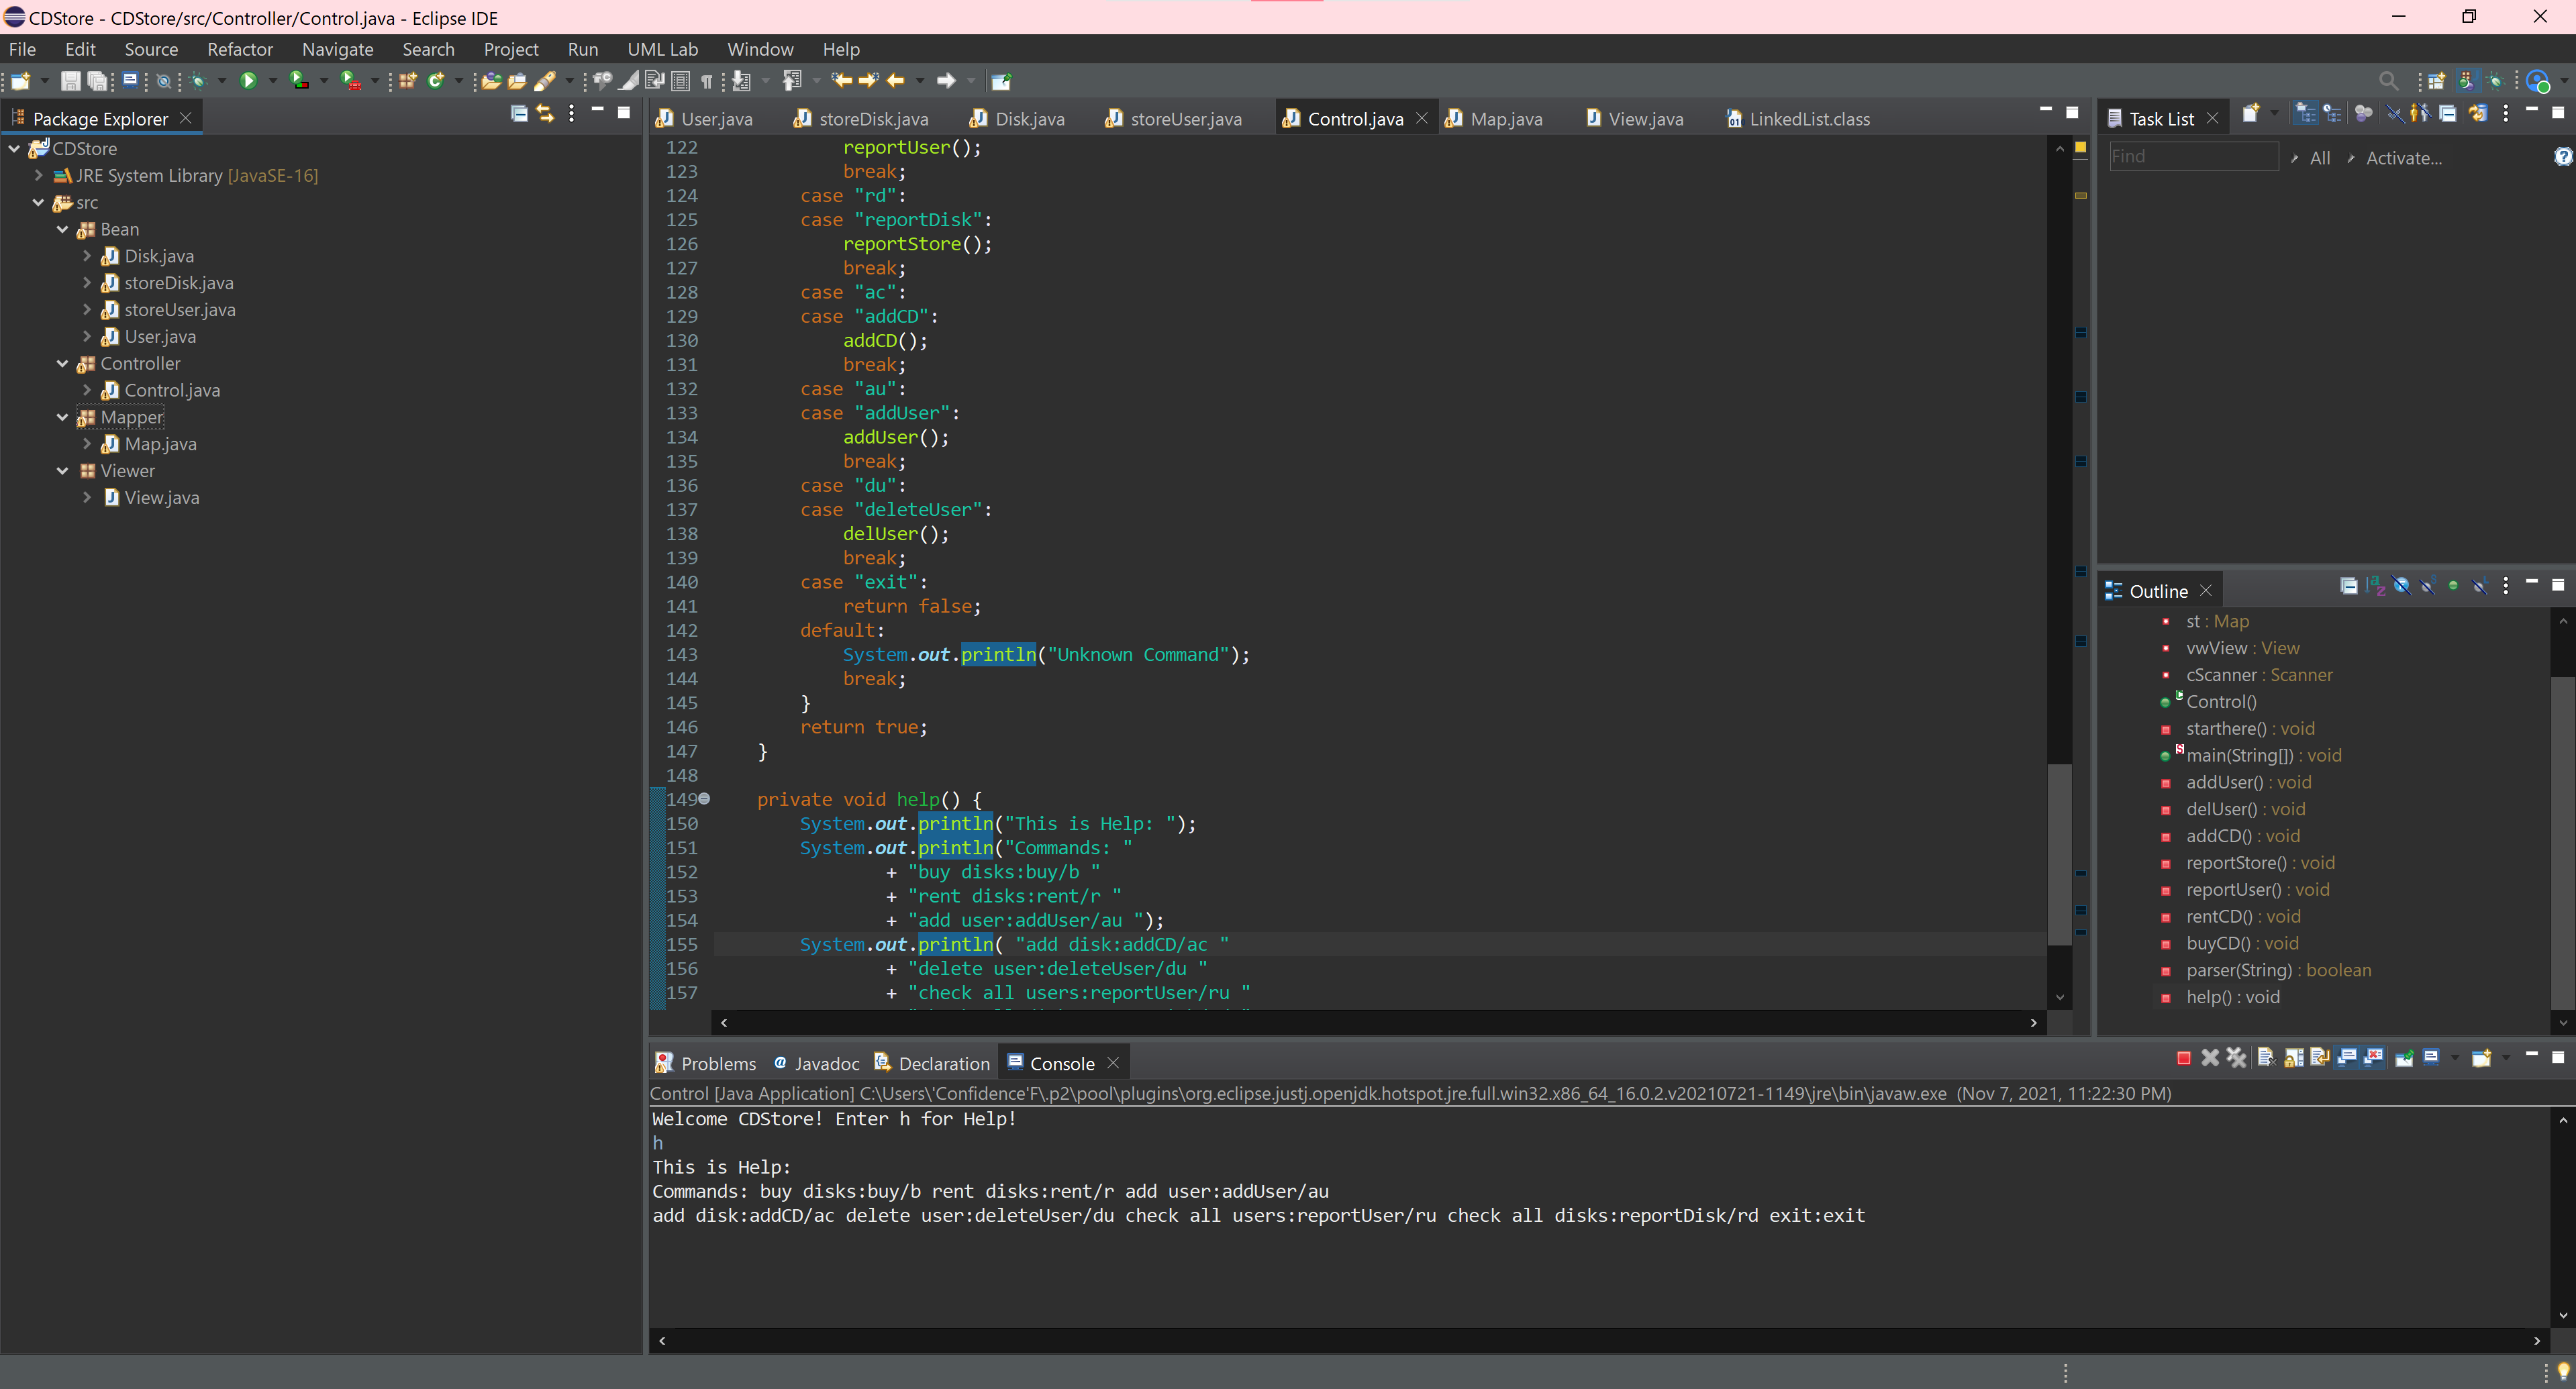 CDStore - CDStore/src/Controller/Control.java - Eclipse IDE
File Edit Source Refactor Navigate Search Project Run UML Lab Window Help
Package Explorer
CDStore
JRE System Library [JavaSE-16]
src
Bean
Disk.java
storeDisk.java
storeUser.java
User.java
Controller
Control.java
Mapper
Map.java
Viewer
View.java
User.java storeDisk.java Disk.java storeUser.java Control.java Map.java View.java LinkedList.class
122 reportUser();
123 break;
124 case "rd":
125 case "reportDisk":
126 reportStore();
127 break;
128 case "ac":
129 case "addCD":
130 addCD();
131 break;
132 case "au":
133 case "addUser":
134 addUser();
135 break;
136 case "du":
137 case "deleteUser":
138 delUser();
139 break;
140 case "exit":
141 return false;
142 default:
143 System.out.println("Unknown Command");
144 break;
145 }
146 return true;
147 }
148
149 private void help() {
150 System.out.println("This is Help: ");
151 System.out.println("Commands: "
152 + "buy disks:buy/b "
153 + "rent disks:rent/r "
154 + "add user:addUser/au ");
155 System.out.println( "add disk:addCD/ac "
156 + "delete user:deleteUser/du "
157 + "check all users:reportUser/ru "
Task List
Find All Activate...
Outline
st : Map
vwView : View
cScanner : Scanner
Control()
starthere() : void
main(String[]) : void
addUser() : void
delUser() : void
addCD() : void
reportStore() : void
reportUser() : void
rentCD() : void
buyCD() : void
parser(String) : boolean
help() : void
Problems Javadoc Declaration Console
Control [Java Application] C:\Users\'Confidence'F\.p2\pool\plugins\org.eclipse.justj.openjdk.hotspot.jre.full.win32.x86_64_16.0.2.v20210721-1149\jre\bin\javaw.exe (Nov 7, 2021, 11:22:30 PM)
Welcome CDStore! Enter h for Help!
h
This is Help:
Commands: buy disks:buy/b rent disks:rent/r add user:addUser/au
add disk:addCD/ac delete user:deleteUser/du check all users:reportUser/ru check all disks:reportDisk/rd exit:exit